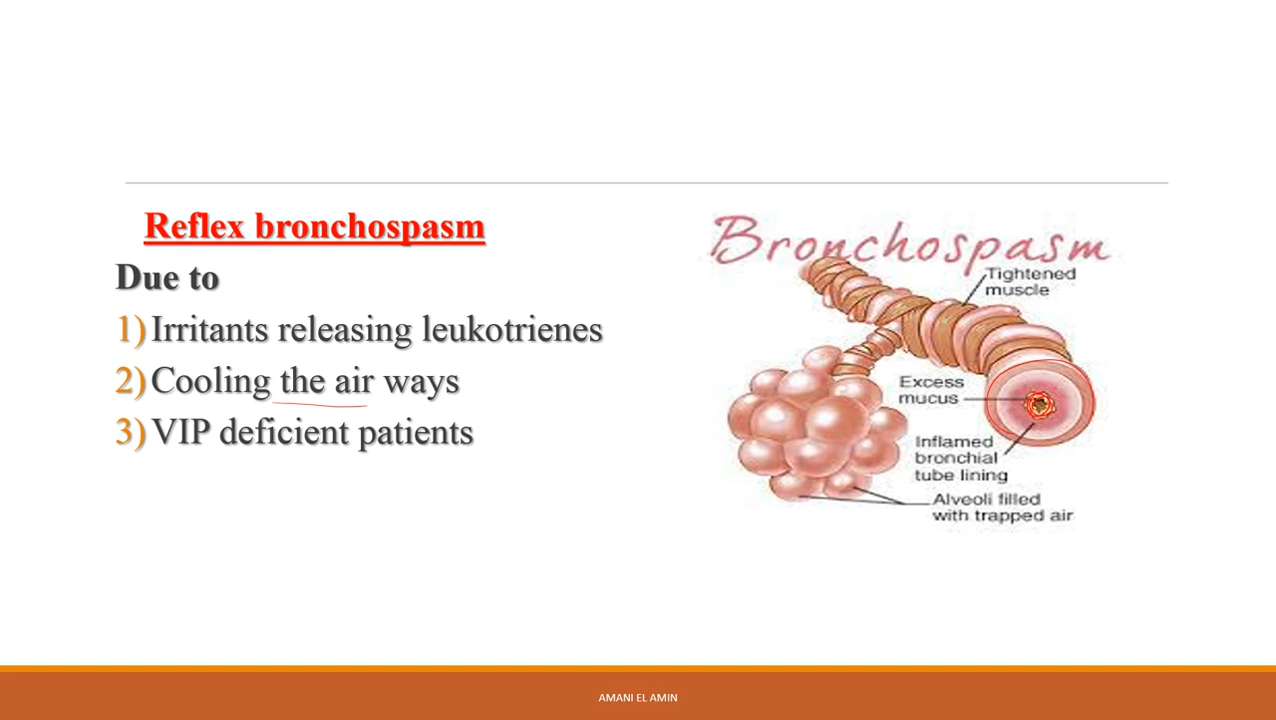 Reflex bronchospasm
Due to
1) Irritants releasing leukotrienes
2) Cooling the air ways
3) VIP deficient patients
Bronchospasm
Tightened
muscle
Excess
mucus
Inflamed
bronchial
tube lining
Alveoli filled
with trapped air
AMANI EL AMIN